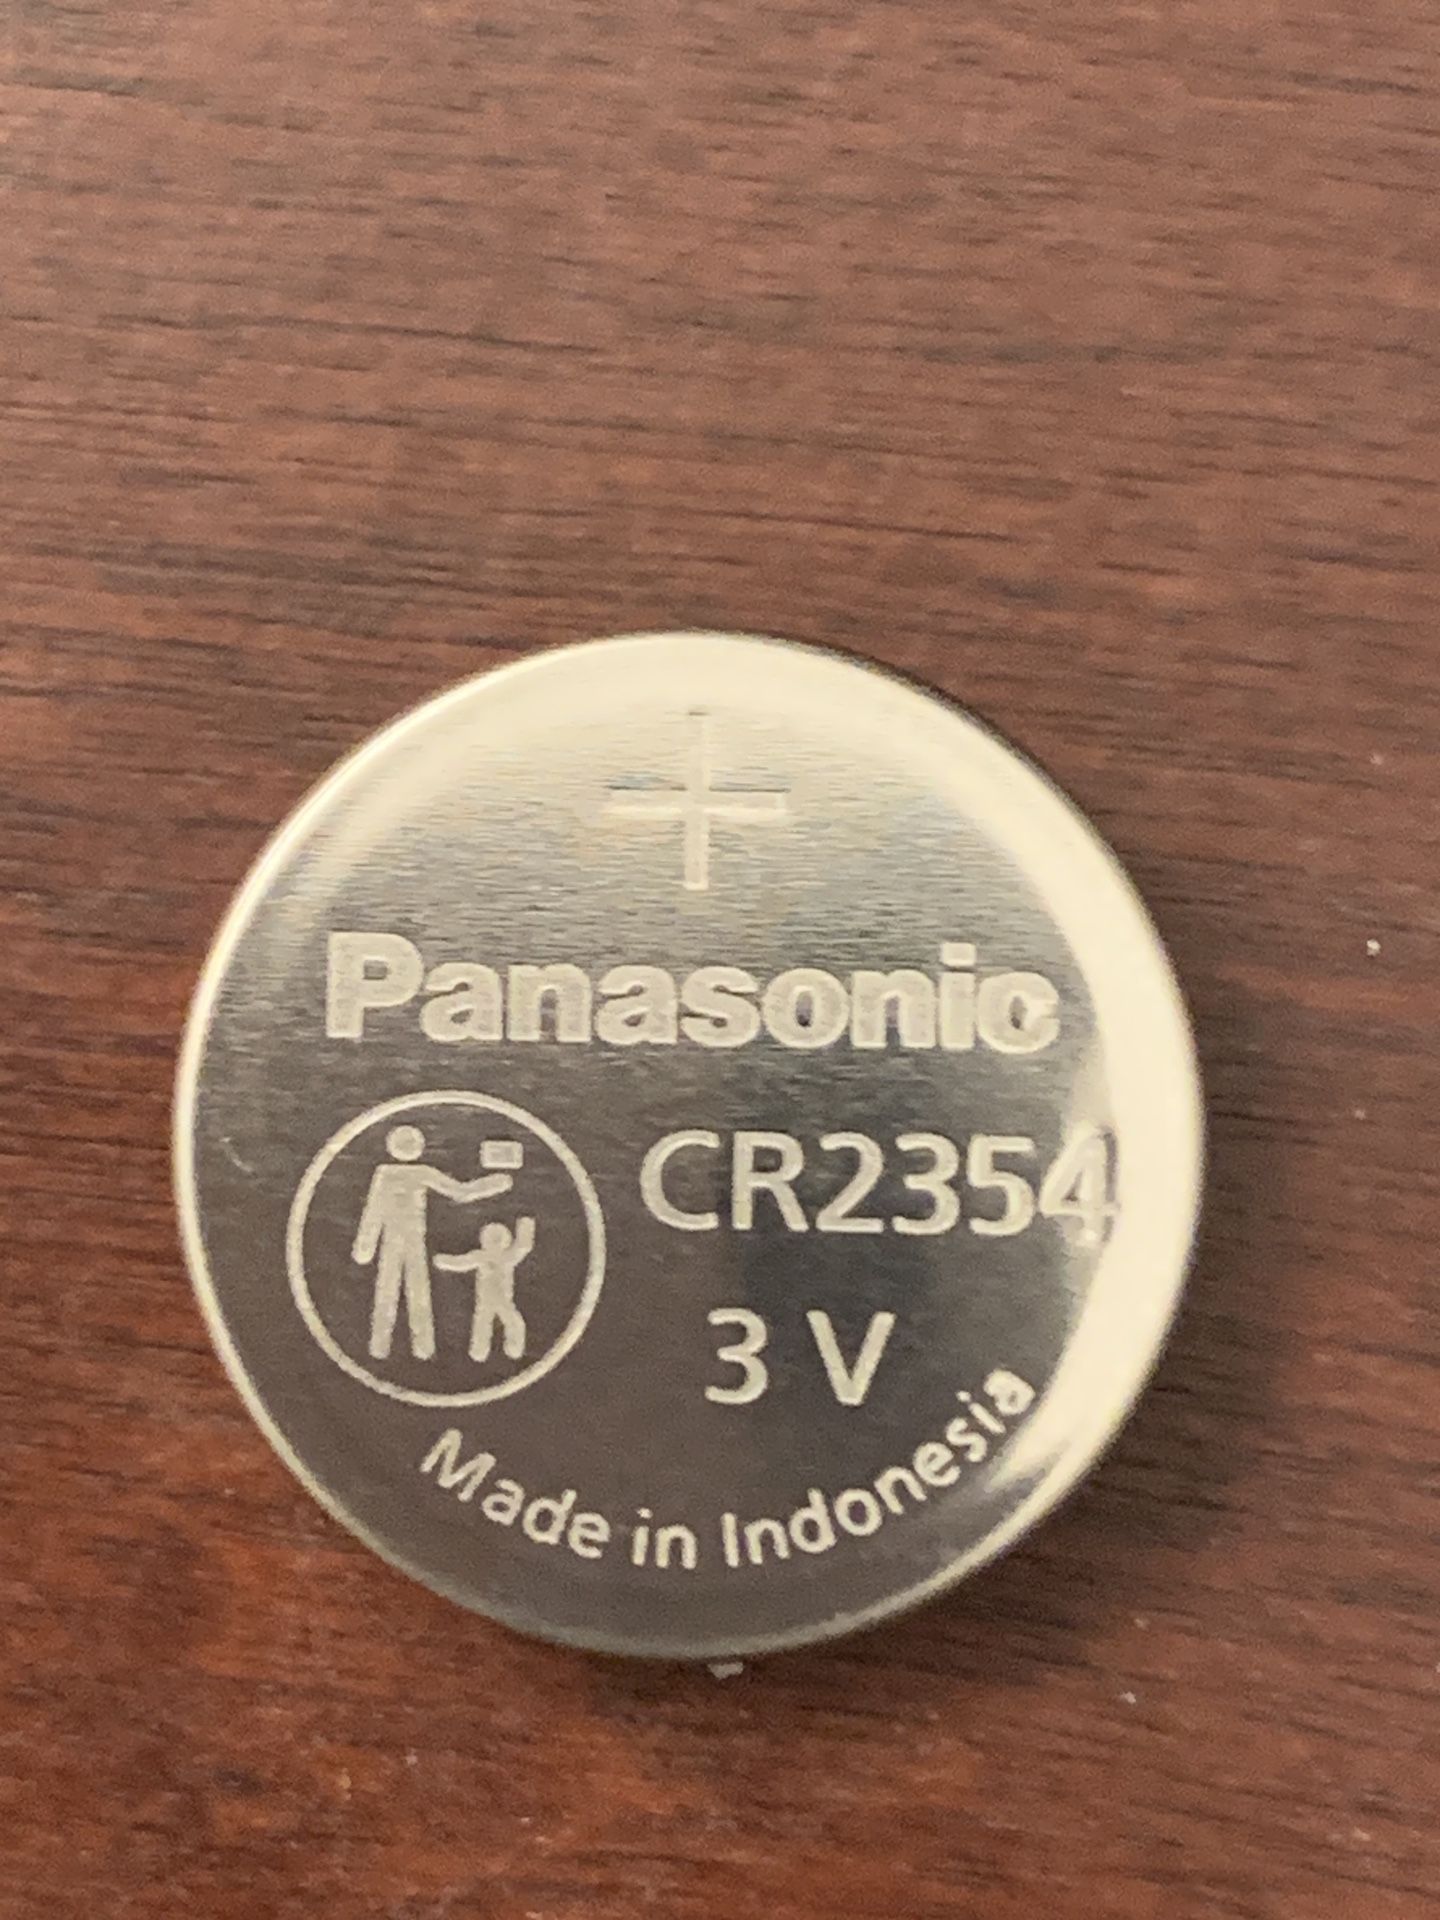 +
Panasonic
CR2354
3 V
Made in Indonesia